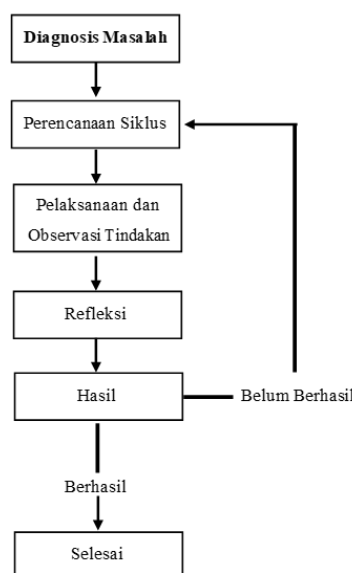 Diagnosis Masalah
Perencanaan Siklus
Pelaksanaan dan
Observasi Tindakan
Refleksi
Hasil
Belum Berhasil
Berhasil
Selesai